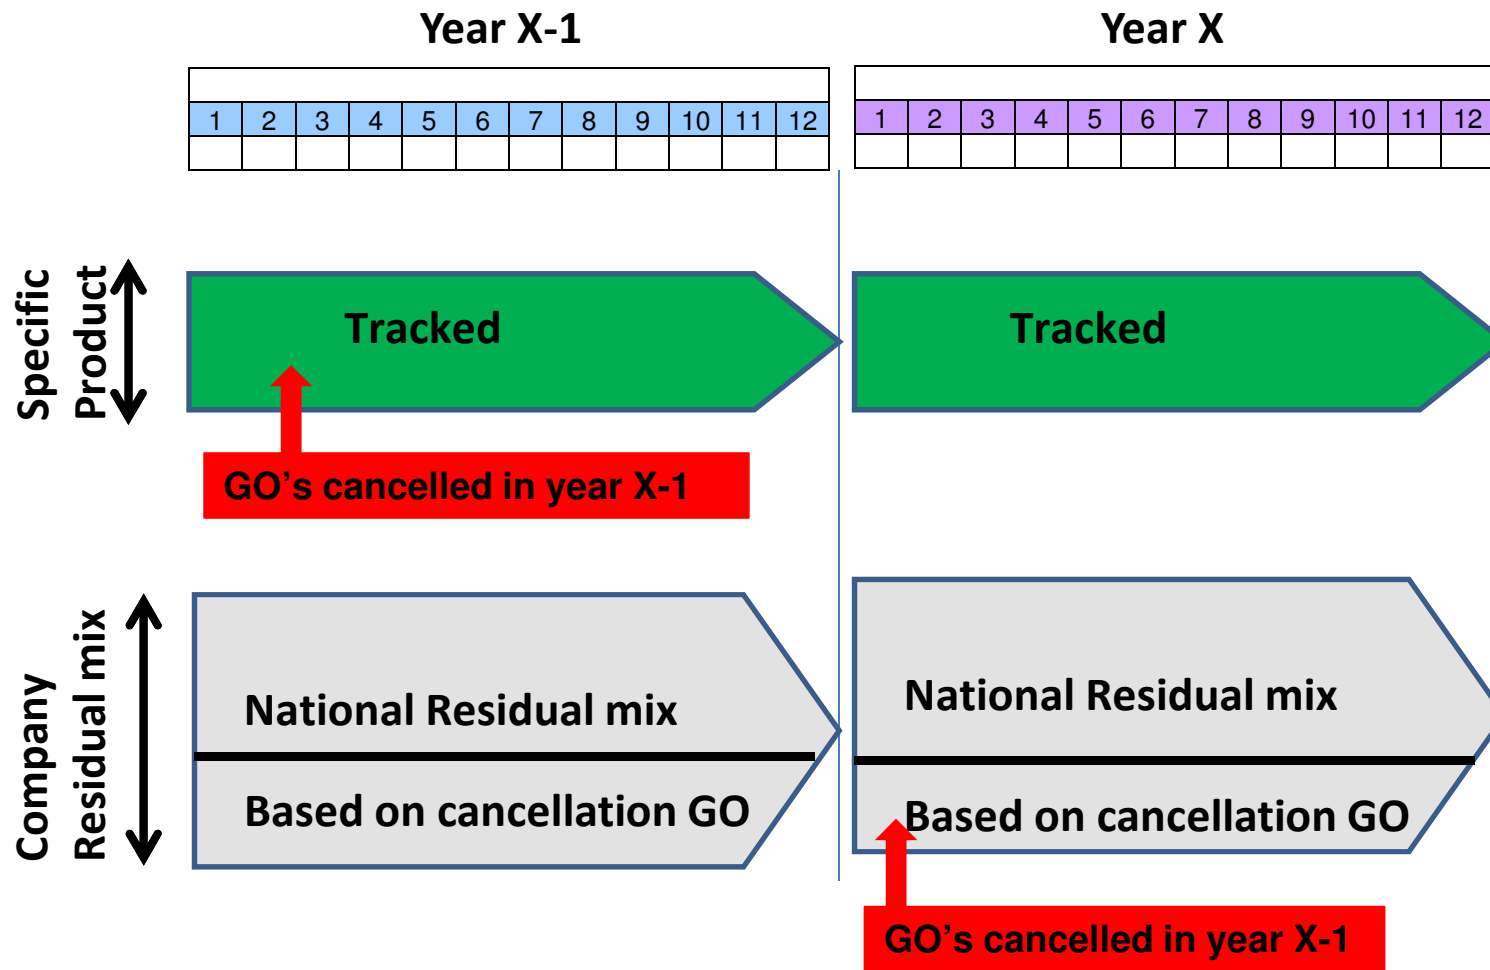 Year X-1
Year X
1 2 3 4 5 6 7 8 9 10 11 12
1 2 3 4 5 6 7 8 9 10 11 12
Specific
Product
Tracked
Tracked
GO’s cancelled in year X-1
Company
Residual mix
National Residual mix
Based on cancellation GO
National Residual mix
Based on cancellation GO
GO’s cancelled in year X-1